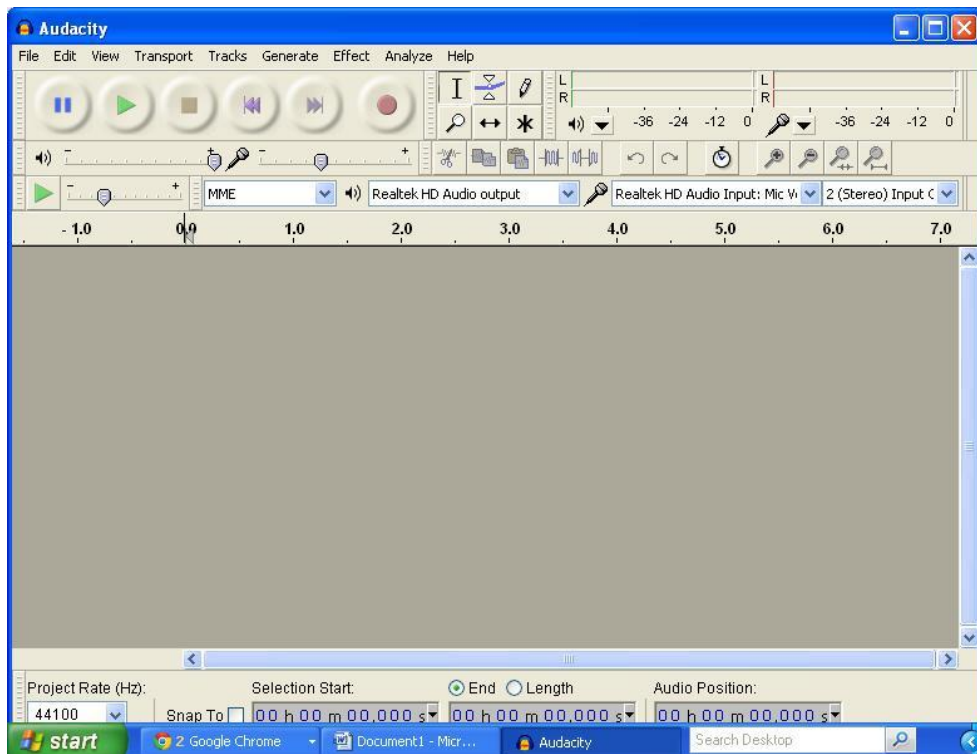 Audacity
File Edit View Transport Tracks Generate Effect Analyze Help
L
R
-36 -24 -12 0
L
R
-36 -24 -12 0
- +
- +
- +
MME
Realtek HD Audio output
Realtek HD Audio Input: Mic
2 (Stereo) Input
- 1.0 0.0 1.0 2.0 3.0 4.0 5.0 6.0 7.0
Project Rate (Hz): Selection Start: End Length Audio Position:
44100 Snap To 00 h 00 m 00,000 s 00 h 00 m 00,000 s 00 h 00 m 00,000 s
start 2 Google Chrome Document1 - Micr... Audacity Search Desktop